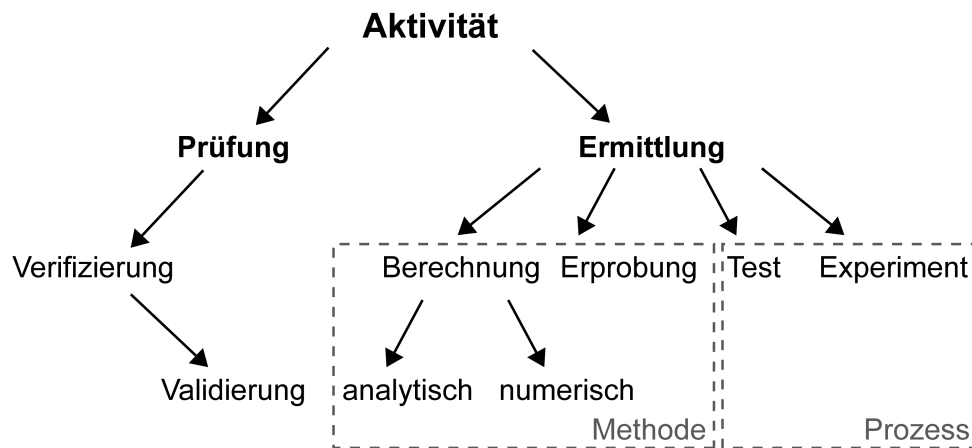 Aktivität
Prüfung
Ermittlung
Verifizierung
Berechnung
Erprobung
Test
Experiment
Validierung
analytisch
numerisch
Methode
Prozess